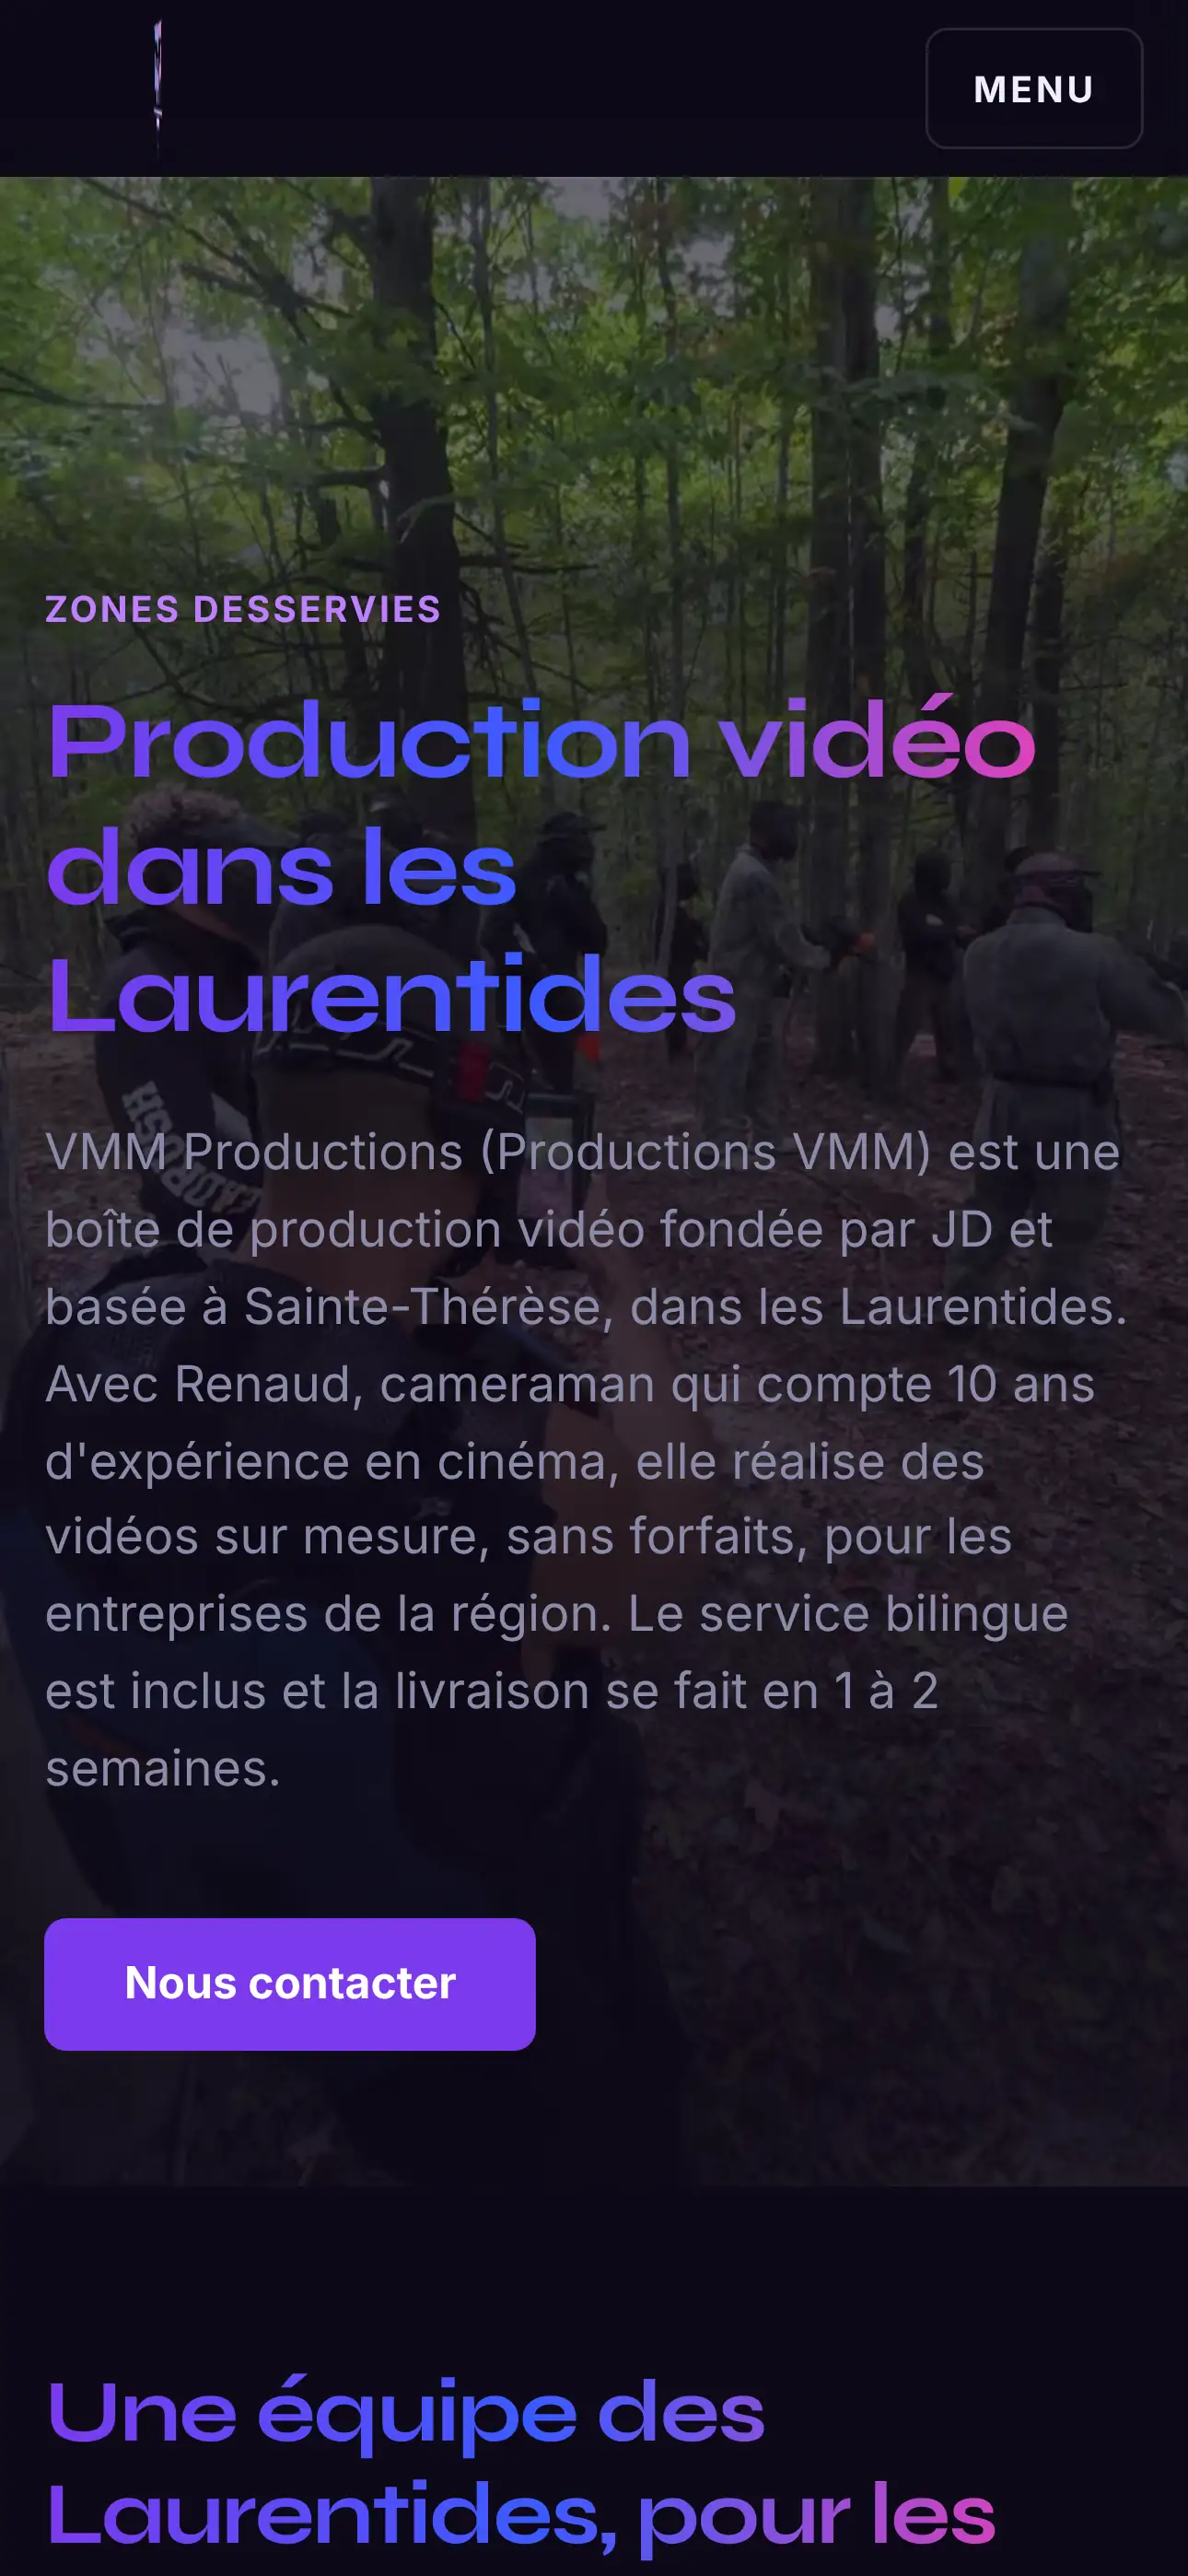 MENU
ZONES DESSERVIES
Production vidéo
dans les
Laurentides
VMM Productions (Productions VMM) est une
boîte de production vidéo fondée par JD et
basée à Sainte-Thérèse, dans les Laurentides.
Avec Renaud, cameraman qui compte 10 ans
d'expérience en cinéma, elle réalise des
vidéos sur mesure, sans forfaits, pour les
entreprises de la région. Le service bilingue
est inclus et la livraison se fait en 1 à 2
semaines.
Nous contacter
Une équipe des
Laurentides, pour les